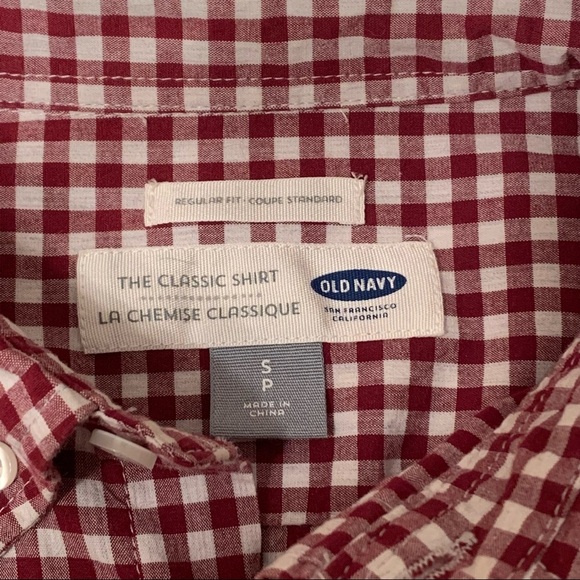 REGULAR FIT · COUPE STANDARD
THE CLASSIC SHIRT
LA CHEMISE CLASSIQUE
OLD NAVY
SAN FRANCISCO
CALIFORNIA
S
P
MADE IN
CHINA